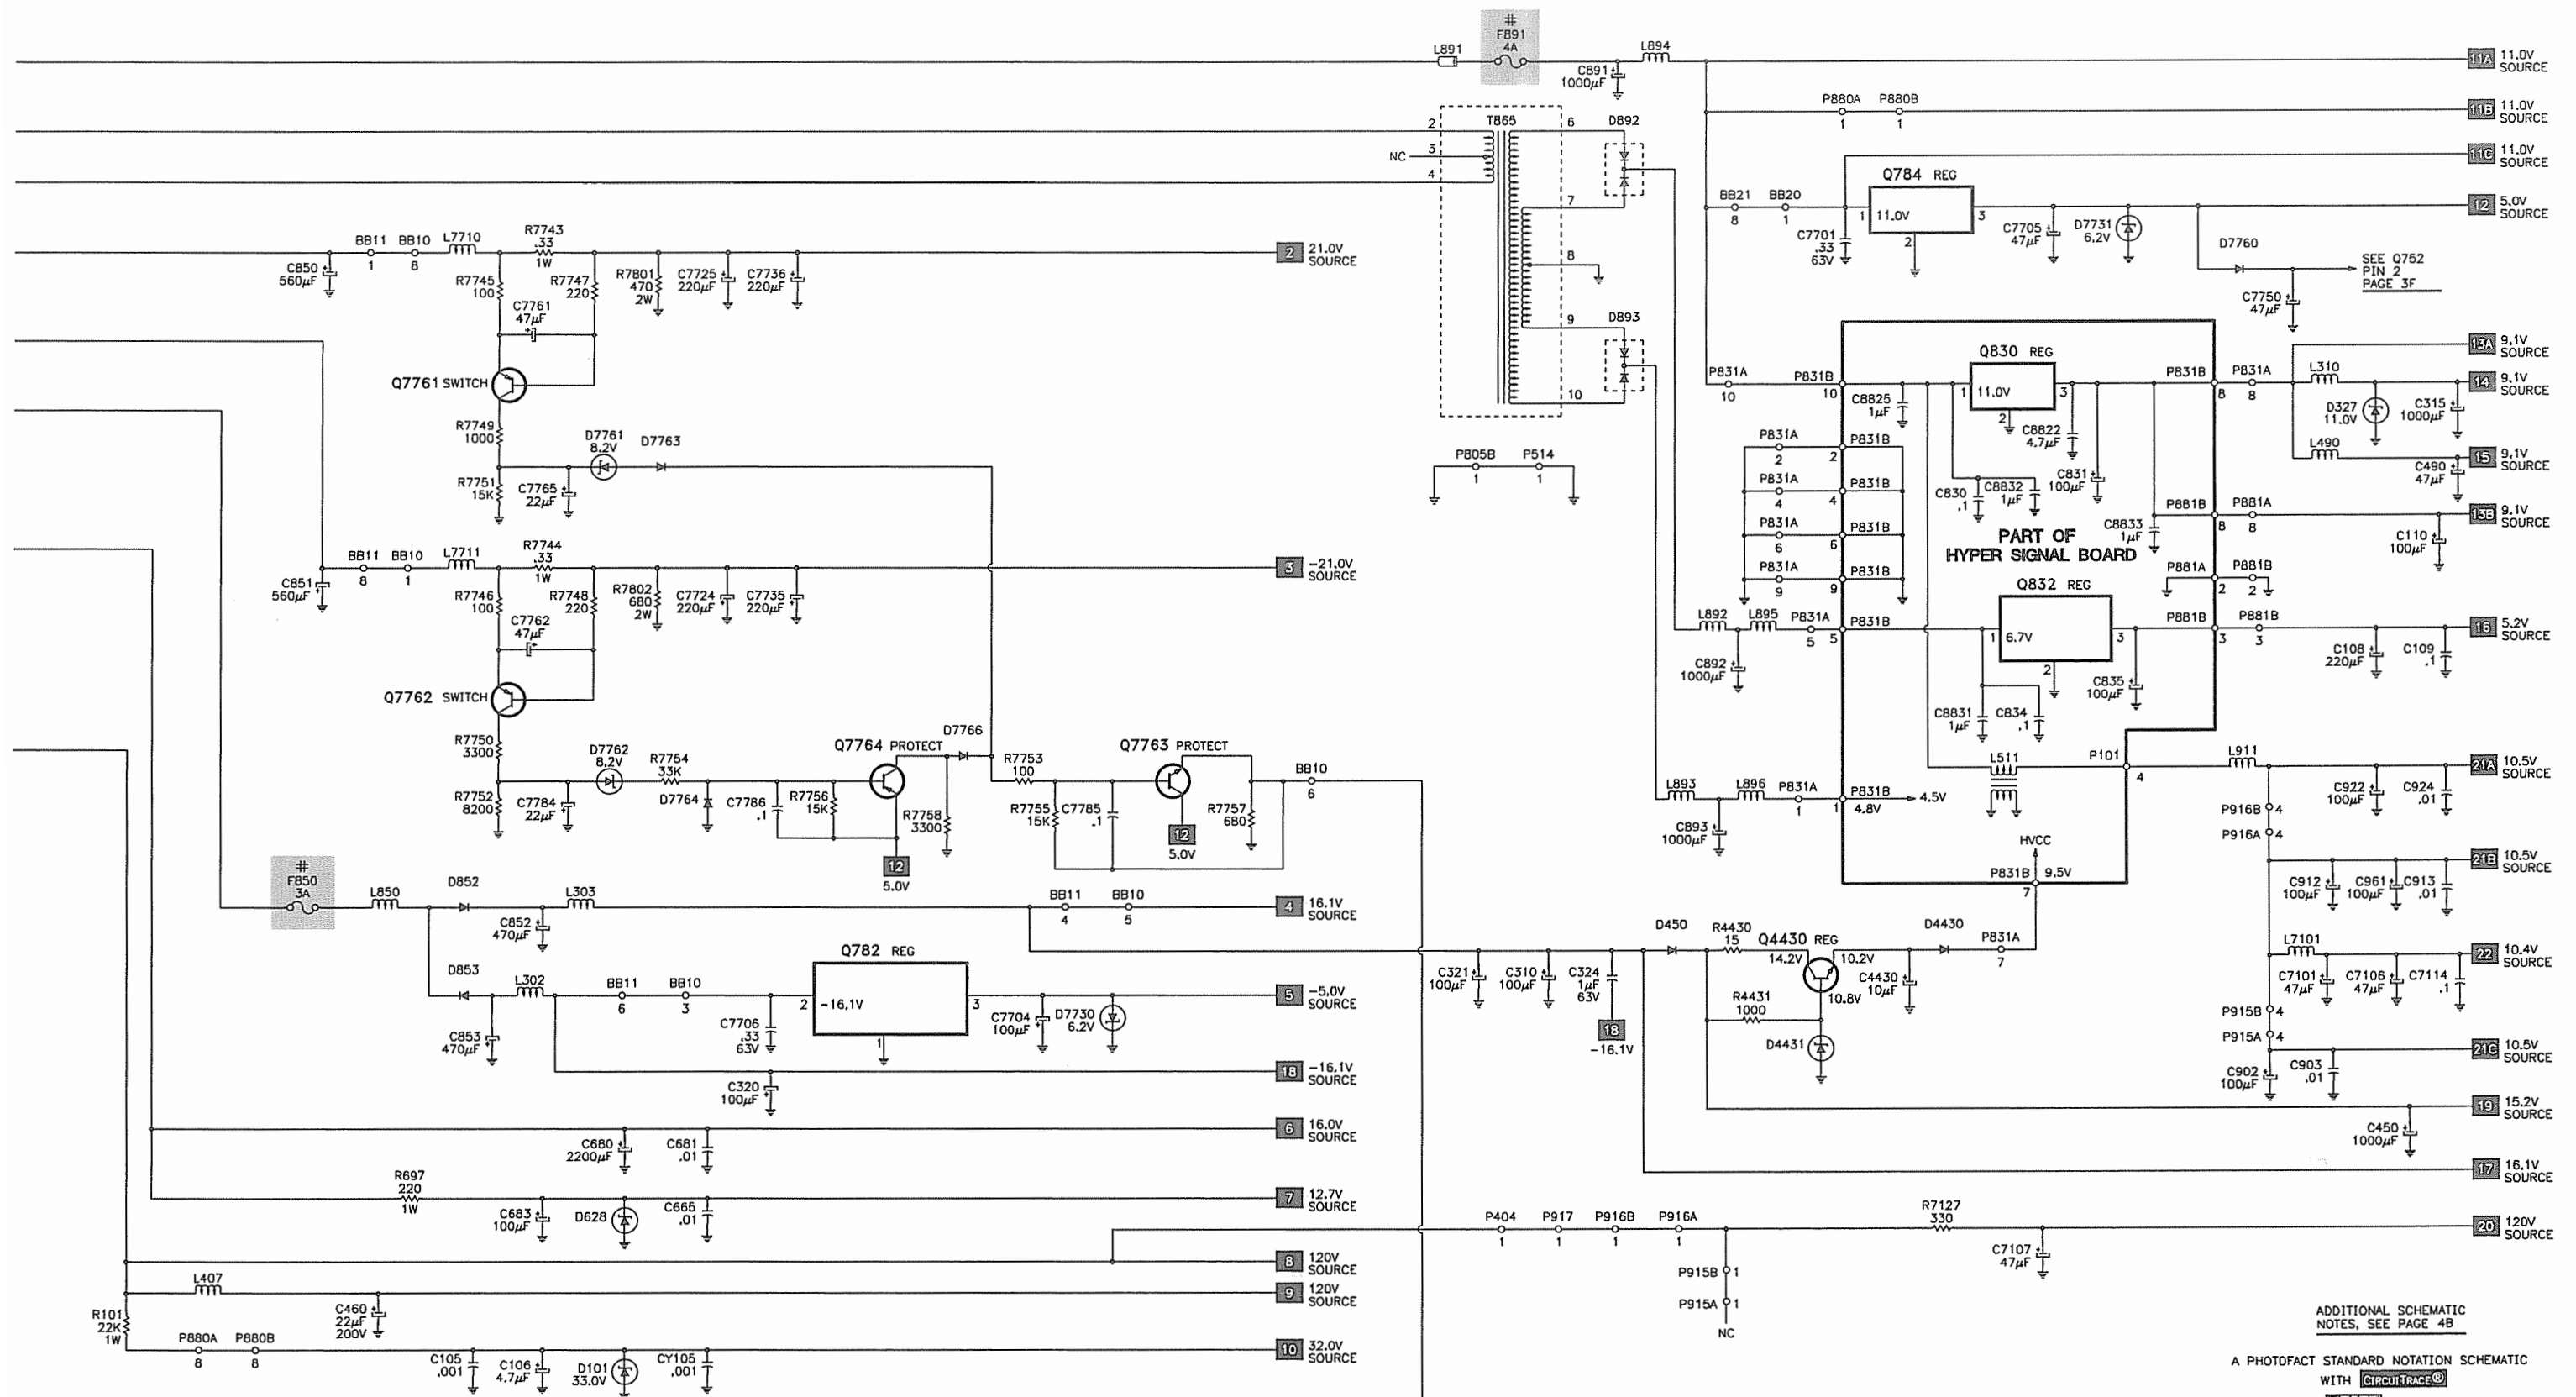 #
F891
4A
L891
C891
1000µF
L894
11A 11.0V
SOURCE
P880A P880B
1 1
11B 11.0V
SOURCE
11C 11.0V
SOURCE
2
NC 3
4
T865
6 D892
7
8
9 D893
10
BB21 BB20
8 1
Q784 REG
1 11.0V 3
2
C7701
.33
63V
C7705
47µF
D7731
6.2V
12 5.0V
SOURCE
D7760
SEE Q752
PIN 2
PAGE 3F
C7750
47µF
C850
560µF
BB11 BB10
1 8
L7710
R7743
.33
1W
R7745
100
R7747
220
C7761
47µF
R7801
470
2W
C7725
220µF
C7736
220µF
2 21.0V
SOURCE
Q7761 SWITCH
R7749
1000
D7761
8.2V
D7763
R7751
15K
C7765
22µF
P805B P514
1 1
P831A P831B
10 10
Q830 REG
1 11.0V 3
2
C8825
1µF
C8822
4.7µF
C831
100µF
C830
.1
C8832
1µF
P831B P831A
8 8
13A 9.1V
SOURCE
L310
14 9.1V
SOURCE
D327
11.0V
C315
1000µF
L490
15 9.1V
SOURCE
C490
47µF
P831A P831B
2 2
P831A P831B
4 4
P831A P831B
6 6
P831A P831B
9 9
P881B P881A
8 8
13B 9.1V
SOURCE
C8833
1µF
C110
100µF
PART OF
HYPER SIGNAL BOARD
P881A P881B
2 2
C851
560µF
BB11 BB10
8 1
L7711
R7744
.33
1W
R7746
100
R7748
220
C7762
47µF
R7802
680
2W
C7724
220µF
C7735
220µF
3 -21.0V
SOURCE
Q7762 SWITCH
Q832 REG
1 6.7V 3
2
L892 L895 P831A P831B
5 5
C892
1000µF
C8831
1µF
C834
.1
C835
100µF
P881B P881B
3 3
16 5.2V
SOURCE
C108
220µF
C109
.1
R7750
3300
D7762
8.2V
R7754
33K
R7752
8200
C7784
22µF
D7764
C7786
.1
R7756
15K
Q7764 PROTECT
D7766
R7758
3300
12
5.0V
R7753
100
R7755
15K
C7785
.1
Q7763 PROTECT
12
5.0V
R7757
680
BB10
6
L893 L896 P831A P831B
1 1 4.8V 4.5V
C893
1000µF
L511
P101
4
L911
21A 10.5V
SOURCE
C922
100µF
C924
.01
P916B 4
P916A 4
21B 10.5V
SOURCE
C912
100µF
C961
100µF
C913
.01
HVCC
P831B 9.5V
7
#
F850
3A
L850
D852
C852
470µF
L303
BB11 BB10
4 5
4 16.1V
SOURCE
D853
C853
470µF
L302
BB11 BB10
6 3
Q782 REG
2 -16.1V 3
1
C7706
.33
63V
C7704
100µF
D7730
6.2V
5 -5.0V
SOURCE
C320
100µF
18 -16.1V
SOURCE
C321
100µF
C310
100µF
C324
1µF
63V
18
-16.1V
D450
R4430
15
Q4430 REG
14.2V 10.2V
10.8V
R4431
1000
D4431
C4430
10µF
D4430
P831A
7
L7101
22 10.4V
SOURCE
C7101
47µF
C7106
47µF
C7114
.1
P915B 4
P915A 4
21C 10.5V
SOURCE
C902
100µF
C903
.01
19 15.2V
SOURCE
C450
1000µF
C680
2200µF
C681
.01
6 16.0V
SOURCE
17 16.1V
SOURCE
R697
220
1W
C683
100µF
D628
C665
.01
7 12.7V
SOURCE
P404 P917 P916B P916A
1 1 1 1
R7127
330
20 120V
SOURCE
C7107
47µF
P915B 1
P915A 1
NC
8 120V
SOURCE
L407
9 120V
SOURCE
C460
22µF
200V
R101
22K
1W
P880A P880B
8 8
C105
.001
C106
4.7µF
D101
33.0V
CY105
.001
10 32.0V
SOURCE
ADDITIONAL SCHEMATIC
NOTES, SEE PAGE 4B
A PHOTOFACT STANDARD NOTATION SCHEMATIC
WITH CIRCUITRACE®